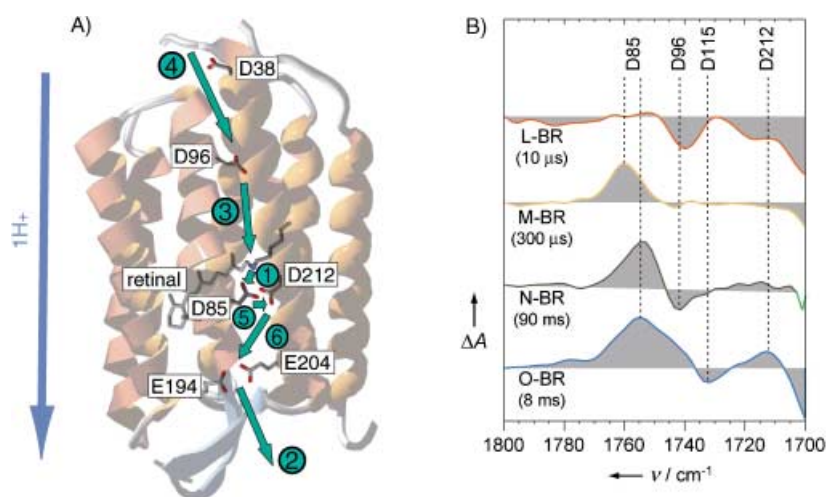 A)
④
D38
D96
③
1H+
retinal
①
D212
D85
⑤
⑥
E204
E194
②
B)
D85
D96
D115
D212
L-BR
(10 µs)
M-BR
(300 µs)
N-BR
(90 ms)
O-BR
(8 ms)
ΔA
1800 1780 1760 1740 1720 1700
ν / cm⁻¹